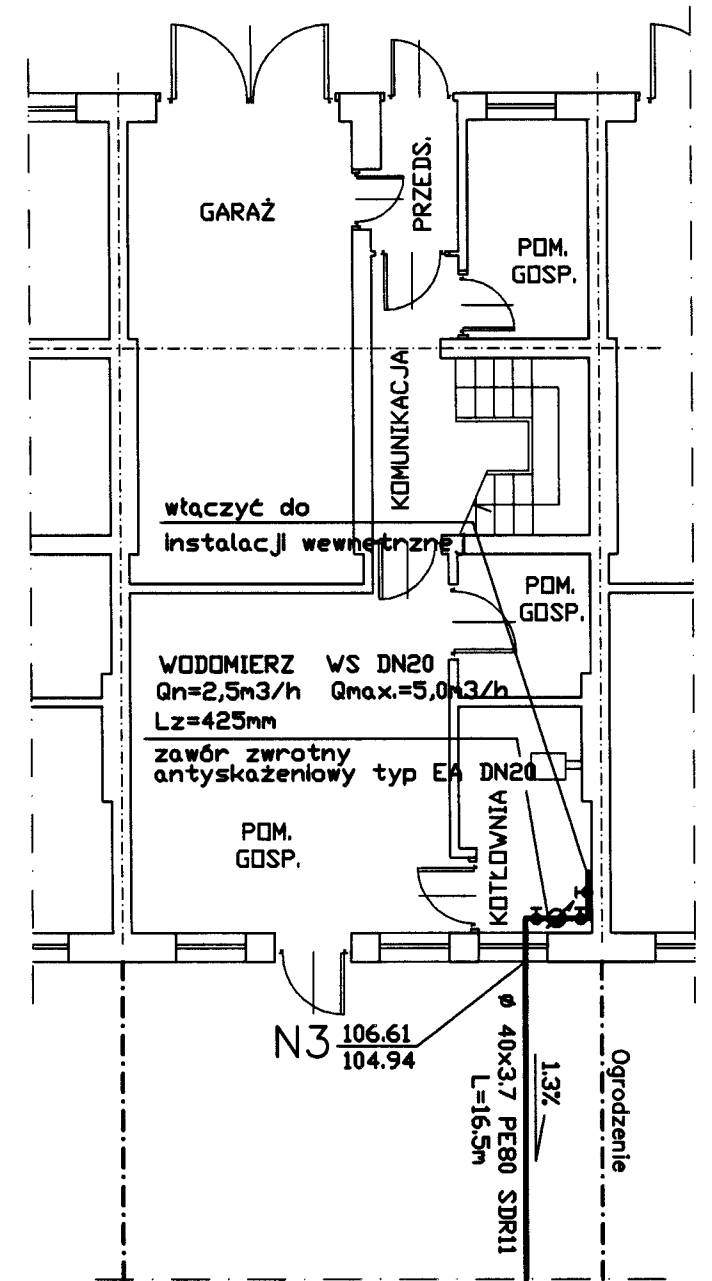 GARAŻ
PRZEDS.
POM.
GOSP.
KOMUNIKACJA
włączyć do
instalacji wewnętrznej
POM.
GOSP.
WODOMIERZ WS DN20
Qn=2,5m3/h Qmax.=5,0m3/h
Lz=425mm
zawór zwrotny
antyskażeniowy typ EA DN20
POM.
GOSP.
KOTŁOWNIA
N3 106.61
104.94
ø 40x3.7 PE80 SDR11
L=16.5m
1.3%
Ogrodzenie